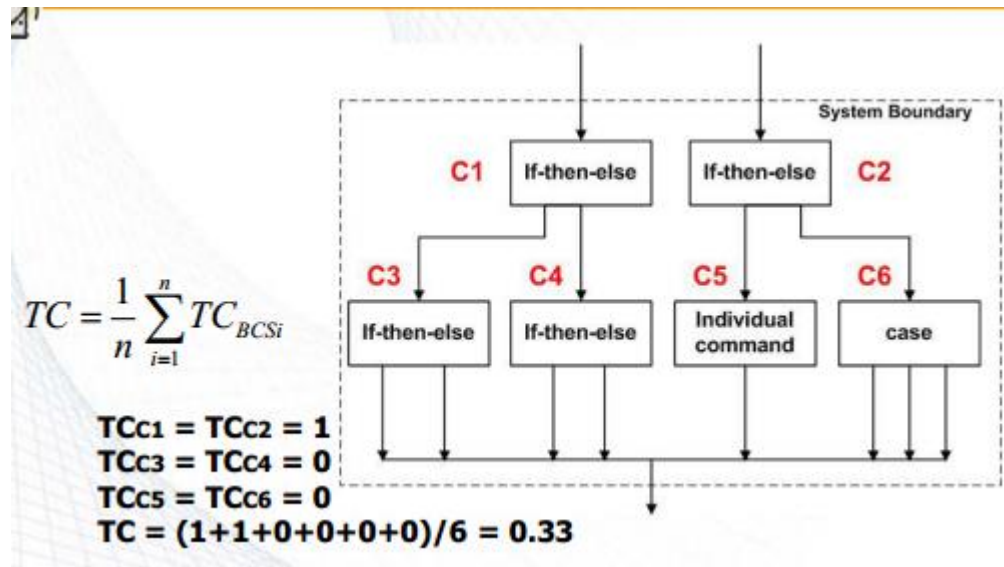 System Boundary
C1
If-then-else
If-then-else
C2
C3
C4
C5
C6
If-then-else
If-then-else
Individual
command
case
TC = 1/n ∑ i=1 n TC BCSi
TCC1 = TCC2 = 1
TCC3 = TCC4 = 0
TCC5 = TCC6 = 0
TC = (1+1+0+0+0+0)/6 = 0.33